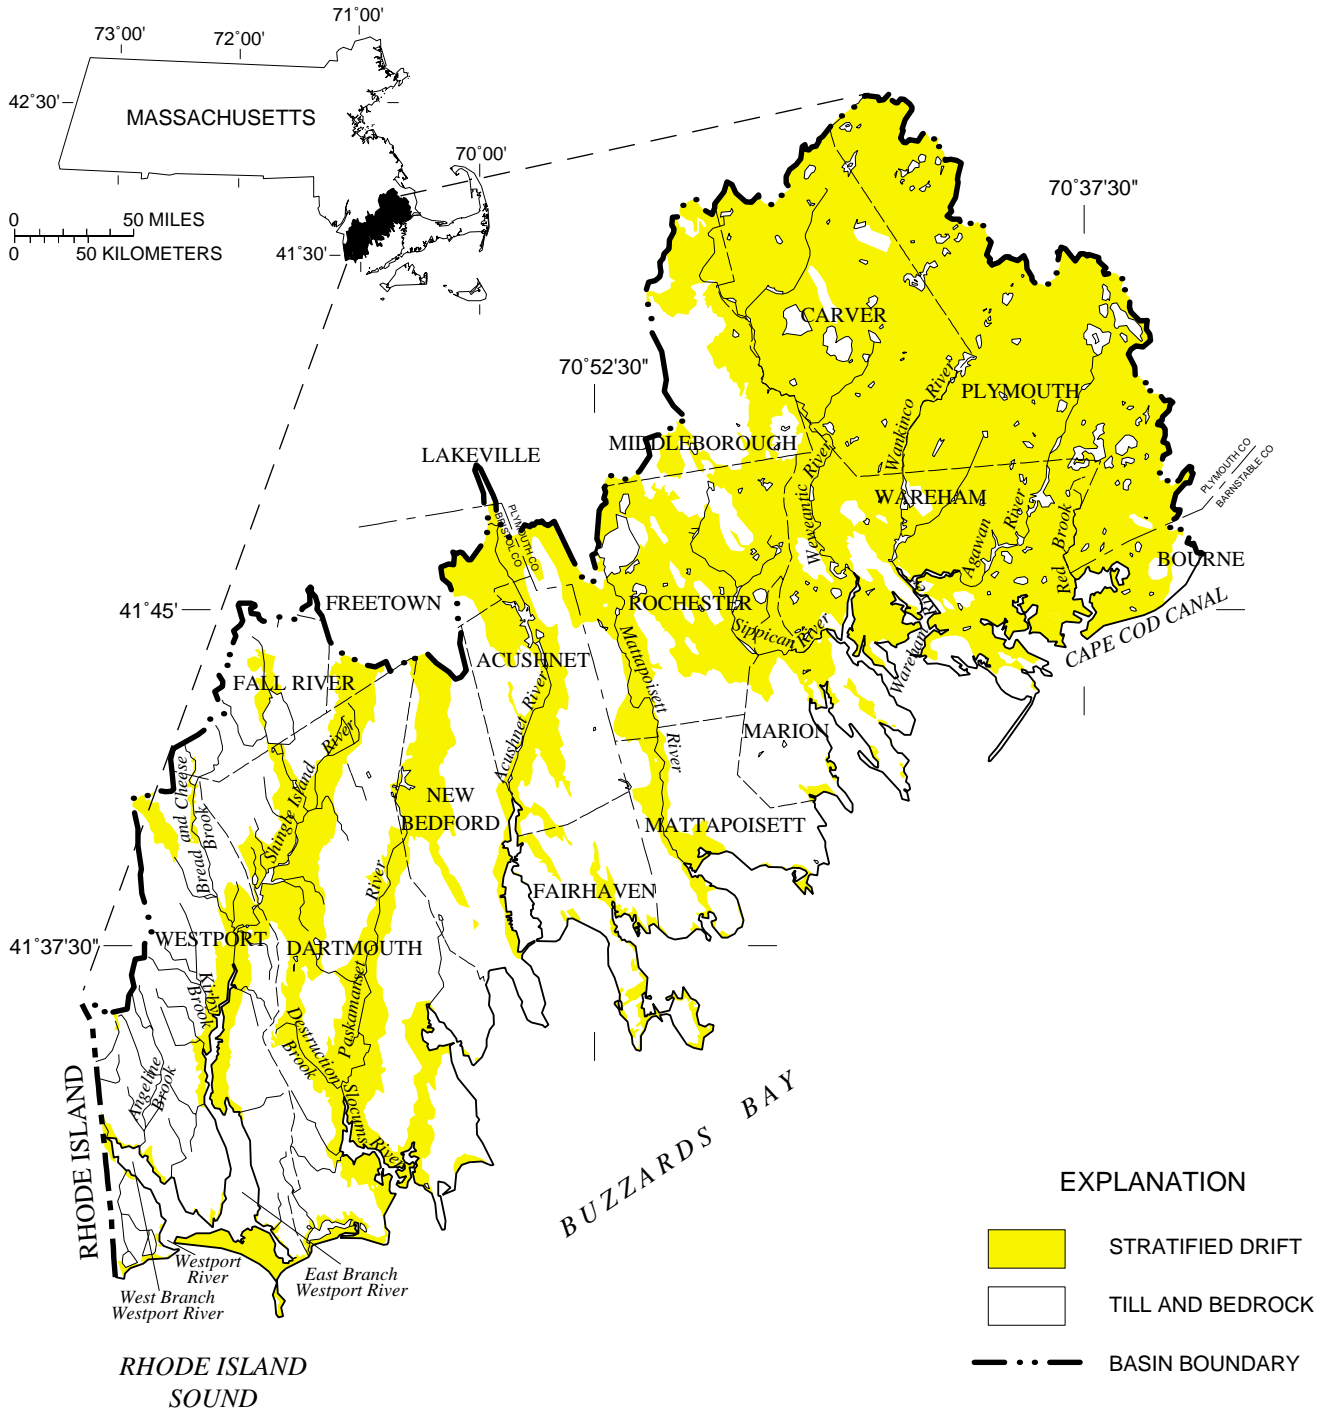 73°00'
72°00'
71°00'
42°30'
MASSACHUSETTS
70°00'
0 50 MILES
0 50 KILOMETERS
41°30'
70°37'30"
CARVER
70°52'30"
PLYMOUTH
Wankinco River
MIDDLEBOROUGH
LAKEVILLE
PLYMOUTH CO
BARNSTABLE CO
Weweantic River
WAREHAM
PLYMOUTH CO
BRISTOL CO
Agawan River
Red Brook
BOURNE
41°45'
FREETOWN
ROCHESTER
Sippican River
Wareham River
CAPE COD CANAL
ACUSHNET
Mattapoisett River
FALL RIVER
Acushnet River
MARION
Shingle Island River
Bread and Cheese
Brook
NEW
BEDFORD
MATTAPOISETT
River
FAIRHAVEN
41°37'30"
WESTPORT
DARTMOUTH
Kirby
Brook
Paskamanset
Destruction
Brook
Angeline
Brook
Slocums River
RHODE ISLAND
BUZZARDS BAY
Westport
River
East Branch
Westport River
West Branch
Westport River
RHODE ISLAND
SOUND
EXPLANATION
STRATIFIED DRIFT
TILL AND BEDROCK
BASIN BOUNDARY